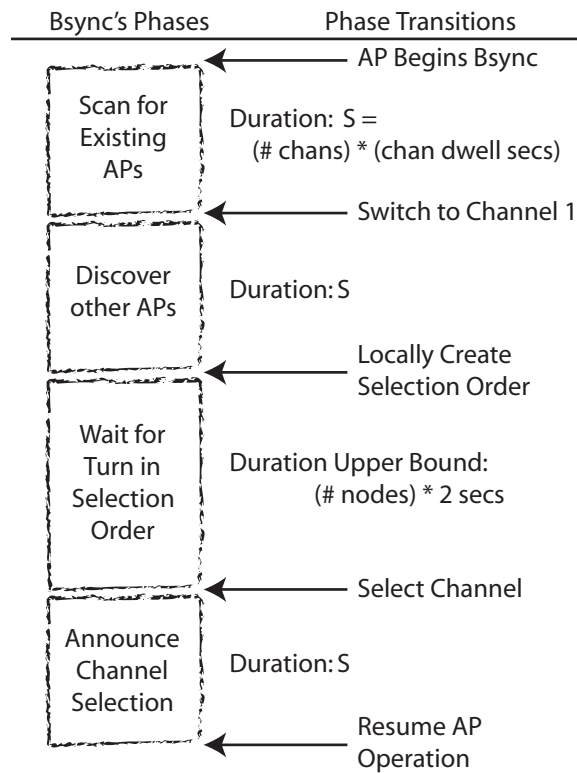 Bsync's Phases Phase Transitions
AP Begins Bsync
Scan for
Existing
APs
Duration: S =
(# chans) * (chan dwell secs)
Switch to Channel 1
Discover
other APs
Duration: S
Locally Create
Selection Order
Wait for
Turn in
Selection
Order
Duration Upper Bound:
(# nodes) * 2 secs
Select Channel
Announce
Channel
Selection
Duration: S
Resume AP
Operation